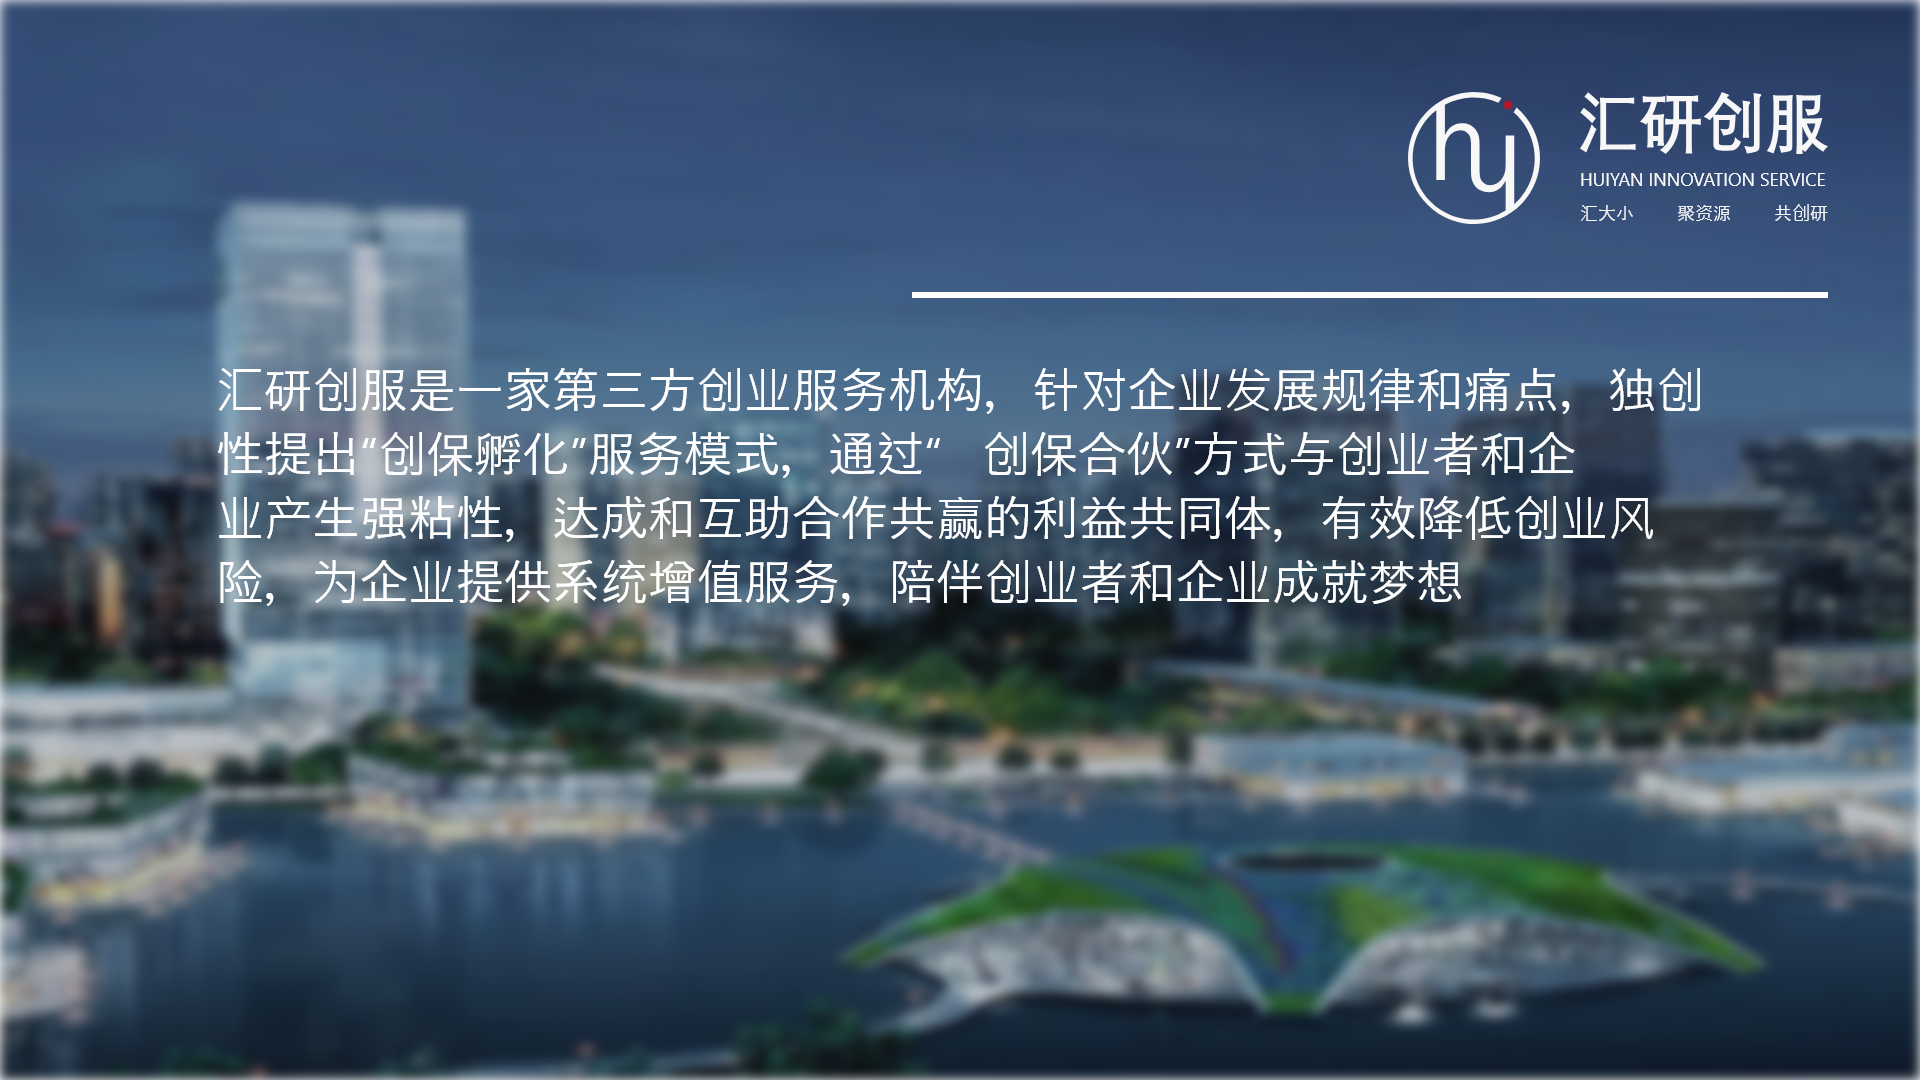 hy
汇研创服
HUIYAN INNOVATION SERVICE
汇大小 聚资源 共创研
汇研创服是一家第三方创业服务机构，针对企业发展规律和痛点，独创
性提出“创保孵化”服务模式，通过“ 创保合伙”方式与创业者和企
业产生强粘性，达成和互助合作共赢的利益共同体，有效降低创业风
险，为企业提供系统增值服务，陪伴创业者和企业成就梦想